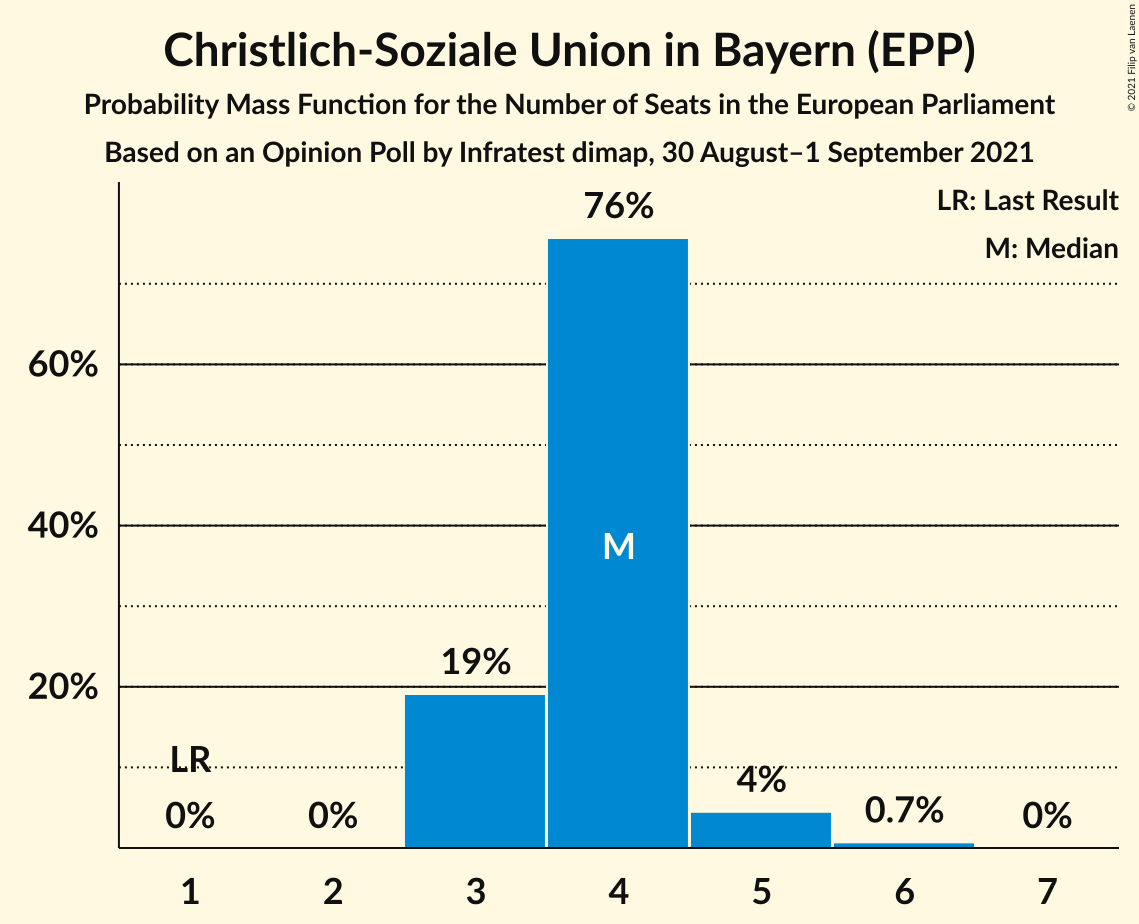 Christlich-Soziale Union in Bayern (EPP)
Probability Mass Function for the Number of Seats in the European Parliament
Based on an Opinion Poll by Infratest dimap, 30 August–1 September 2021
© 2021 Filip van Laenen
LR: Last Result
M: Median
76%
60%
40%
M
19%
20%
LR
4%
0%
0%
0.7%
0%
1
2
3
4
5
6
7